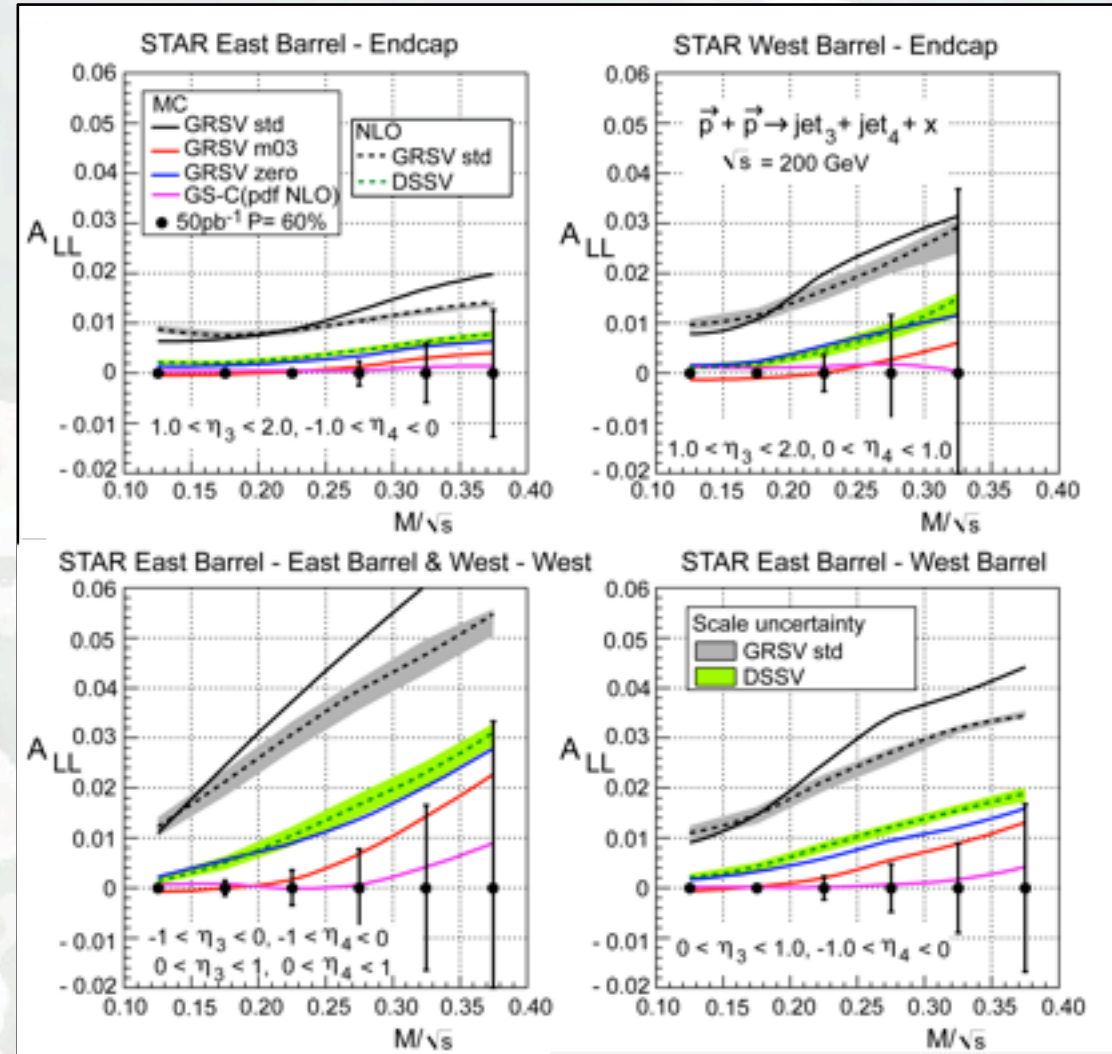 STAR East Barrel - Endcap
0.06
0.05
0.04
0.03
A LL
0.02
0.01
0
- 0.01
- 0.02
0.10 0.15 0.20 0.25 0.30 0.35 0.40
M/√s
MC
GRSV std
GRSV m03
GRSV zero
GS-C(pdf NLO)
50pb⁻¹ P= 60%
NLO
GRSV std
DSSV
1.0 < η₃ < 2.0, -1.0 < η₄ < 0
STAR West Barrel - Endcap
0.06
0.05
0.04
0.03
A LL
0.02
0.01
0
- 0.01
- 0.02
0.10 0.15 0.20 0.25 0.30 0.35 0.40
M/√s
p⃗ + p⃗ → jet₃ + jet₄ + x
√s = 200 GeV
1.0 < η₃ < 2.0, 0 < η₄ < 1.0
STAR East Barrel - East Barrel & West - West
0.06
0.05
0.04
0.03
A LL
0.02
0.01
0
- 0.01
- 0.02
0.10 0.15 0.20 0.25 0.30 0.35 0.40
M/√s
-1 < η₃ < 0, -1 < η₄ < 0
0 < η₃ < 1, 0 < η₄ < 1
STAR East Barrel - West Barrel
0.06
0.05
0.04
0.03
A LL
0.02
0.01
0
- 0.01
- 0.02
0.10 0.15 0.20 0.25 0.30 0.35 0.40
M/√s
Scale uncertainty
GRSV std
DSSV
0 < η₃ < 1.0, -1.0 < η₄ < 0